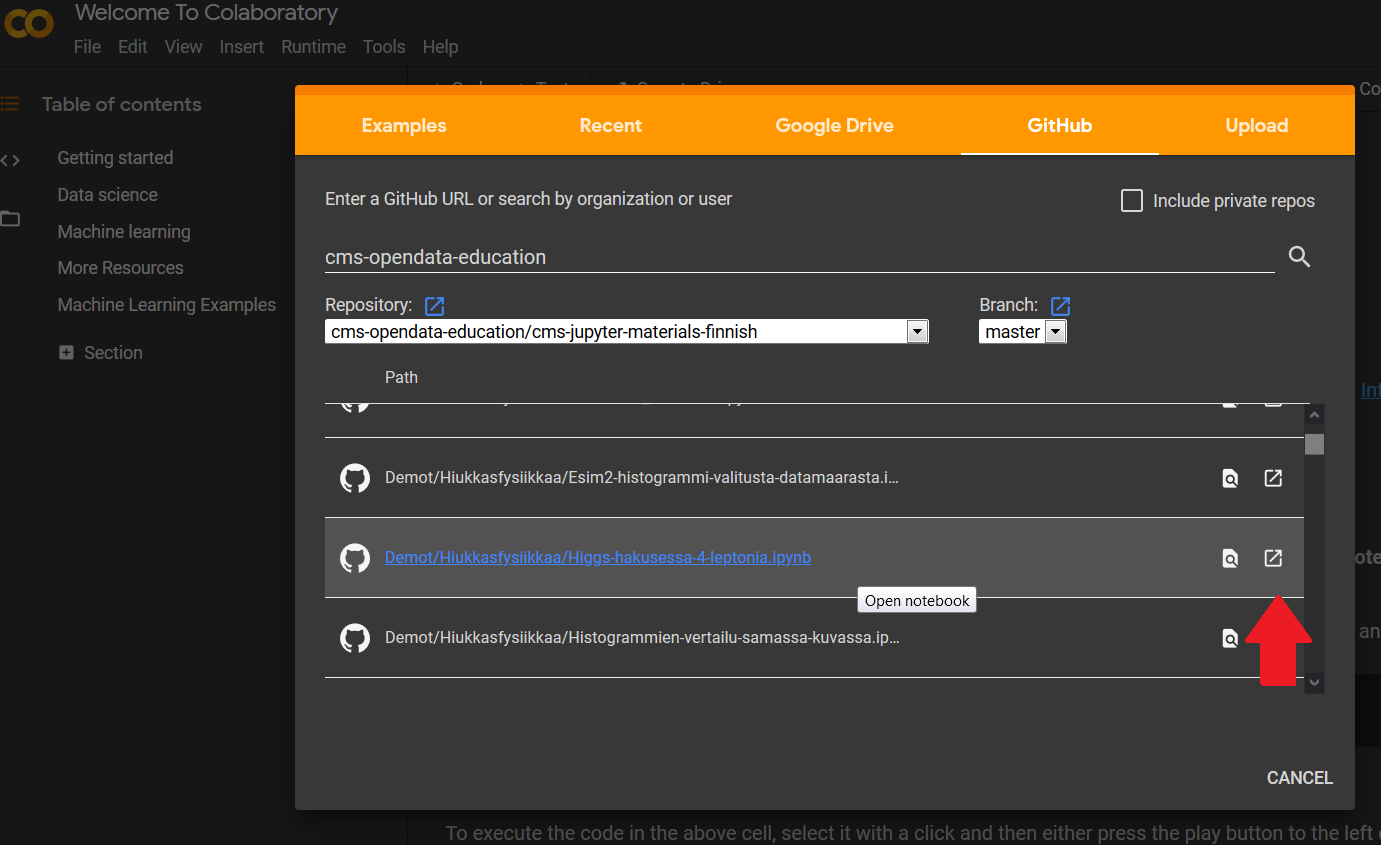 Welcome To Colaboratory
File Edit View Insert Runtime Tools Help
Table of contents
Getting started
Data science
Machine learning
More Resources
Machine Learning Examples
Section
Examples Recent Google Drive GitHub Upload
Enter a GitHub URL or search by organization or user
Include private repos
cms-opendata-education
Repository:
Branch:
cms-opendata-education/cms-jupyter-materials-finnish
master
Path
Demot/Hiukkasfysiikkaa/Esim2-histogrammi-valitusta-datamaarasta.i...
Demot/Hiukkasfysiikkaa/Higgs-hakusessa-4-leptonia.ipynb
Open notebook
Demot/Hiukkasfysiikkaa/Histogrammien-vertailu-samassa-kuvassa.ip...
CANCEL
To execute the code in the above cell, select it with a click and then either press the play button to the left